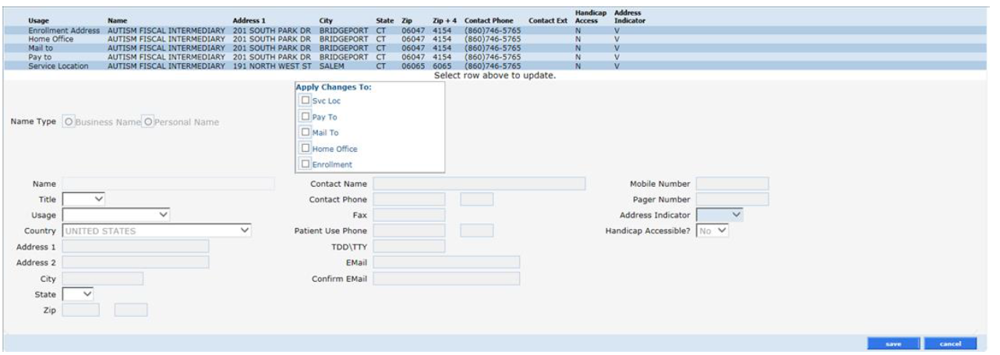 Handicap Address
Usage Name Address 1 City State Zip Zip + 4 Contact Phone Contact Ext Access Indicator
Enrollment Address AUTISM FISCAL INTERMEDIARY 201 SOUTH PARK DR BRIDGEPORT CT 06047 4154 (860)746-5765 N V
Home Office AUTISM FISCAL INTERMEDIARY 201 SOUTH PARK DR BRIDGEPORT CT 06047 4154 (860)746-5765 N V
Mail to AUTISM FISCAL INTERMEDIARY 201 SOUTH PARK DR BRIDGEPORT CT 06047 4154 (860)746-5765 N V
Pay to AUTISM FISCAL INTERMEDIARY 201 SOUTH PARK DR BRIDGEPORT CT 06047 4154 (860)746-5765 N V
Service Location AUTISM FISCAL INTERMEDIARY 191 NORTH WEST ST SALEM CT 06065 6065 (860)746-5765 N V
Select row above to update.
Apply Changes To:
Svc Loc
Pay To
Mail To
Home Office
Enrollment
Name Type Business Name Personal Name
Name Contact Name Mobile Number
Title Contact Phone Pager Number
Usage Fax Address Indicator
Country UNITED STATES Patient Use Phone Handicap Accessible? No
Address 1 TDD\TTY
Address 2 EMail
City Confirm EMail
State
Zip
save cancel